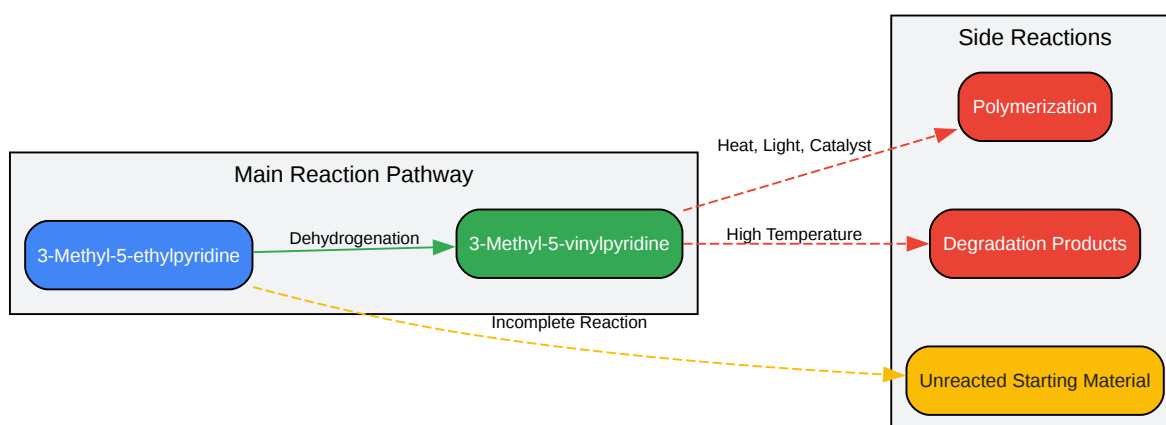 Side Reactions
Polymerization
Heat, Light, Catalyst
Main Reaction Pathway
3-Methyl-5-ethylpyridine
Dehydrogenation
3-Methyl-5-vinylpyridine
High Temperature
Degradation Products
Incomplete Reaction
Unreacted Starting Material